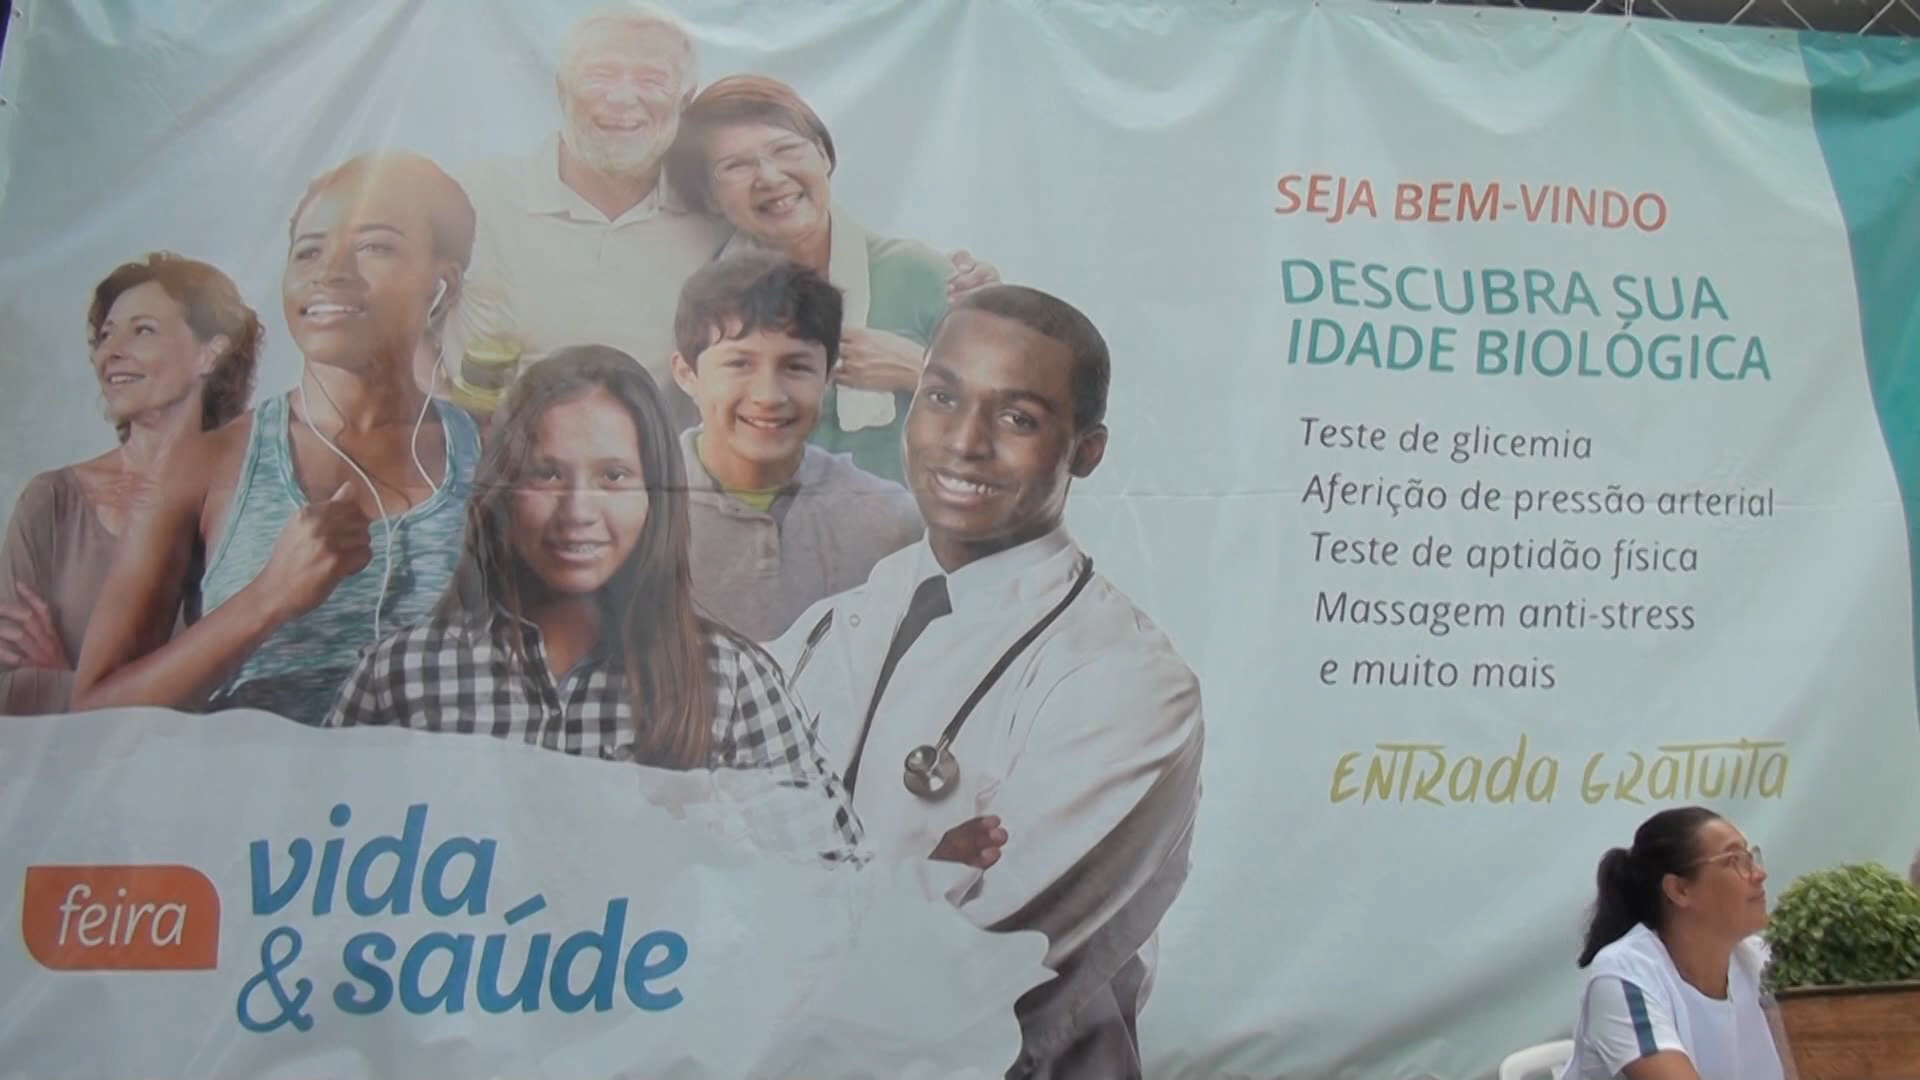 SEJA BEM-VINDO
DESCUBRA SUA
IDADE BIOLÓGICA
Teste de glicemia
Aferição de pressão arterial
Teste de aptidão física
Massagem anti-stress
e muito mais
ENTRada GRaTuiTa
feira
vida
& saúde